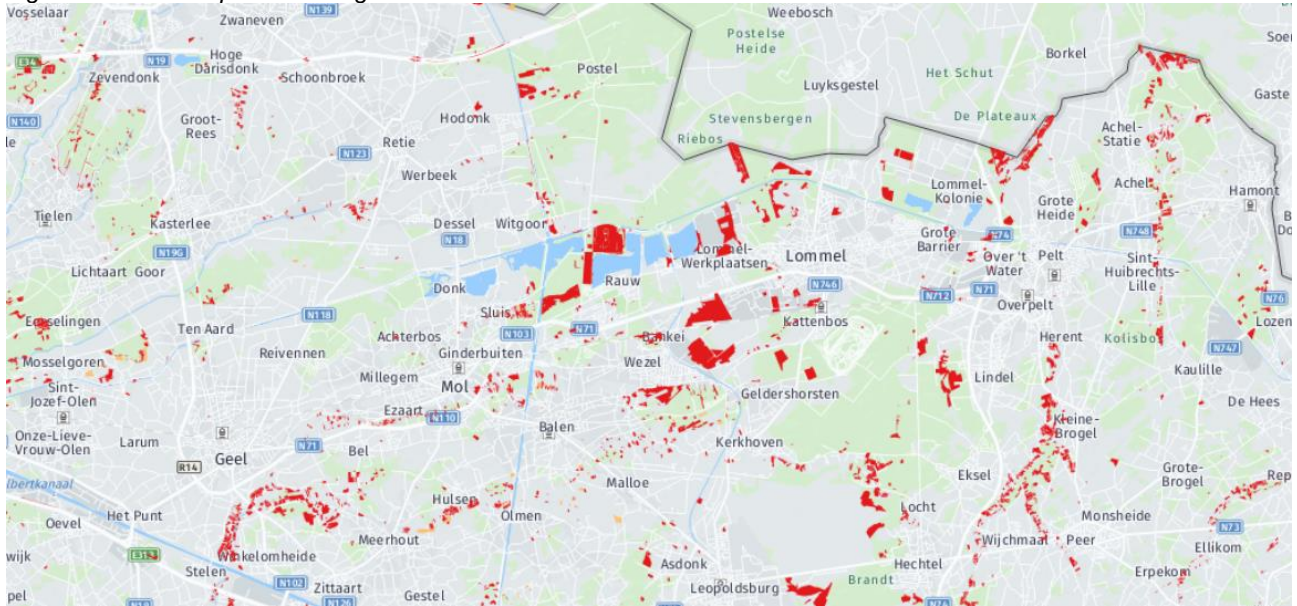 Vosselaar
N139
Zwaneven
Weebosch
Postelse
Heide
E34
N19
Hoge
Darisdonk
Borkel
Zevendonk
Schoonbroek
Postel
Het Schut
Luyksgestel
Gaste
N140
Groot-
Rees
Hodonk
Stevensbergen
De Plateaux
Achel-
Statie
Retie
Riebos
N123
Werbeek
Lommel-
Kolonie
Achel
Hamont
Tielen
Kasterlee
Dessel
Witgoor
Grote
Heide
N18
N74
N748
N19G
Lommel-
Werkplaatsen
Lommel
Grote
Barrier
Over 't
Water
Pelt
Sint-
Huibrechts-
Lille
Lichtaart
Goor
Donk
Rauw
N746
N712
N71
Overpelt
N76
N118
Sluis
Kattenbos
Lozen
Ten Aard
Achterbos
N103
N71
Herent
Kolisbos
N747
Mosselgoren
Reivennen
Ginderbuiten
Wezel
Kaulille
Sint-
Jozef-Olen
Millegem
Mol
Lindel
Geldershorsten
De Hees
Ezaart
N110
Kleine-
Brogel
Onze-Lieve-
Vrouw-Olen
Larum
N71
Bel
Balen
Kerkhoven
R14
Geel
Eksel
Grote-
Brogel
Malloe
Hulsen
Olmen
Locht
Oevel
Het Punt
Monsheide
N73
Meerhout
Wijchmaal
Peer
Ellikom
wijk
E313
Winkelomheide
Asdonk
Hechtel
Stelen
N102
Zittaart
Leopoldsburg
Brandt
Erpekom
Gestel
N126